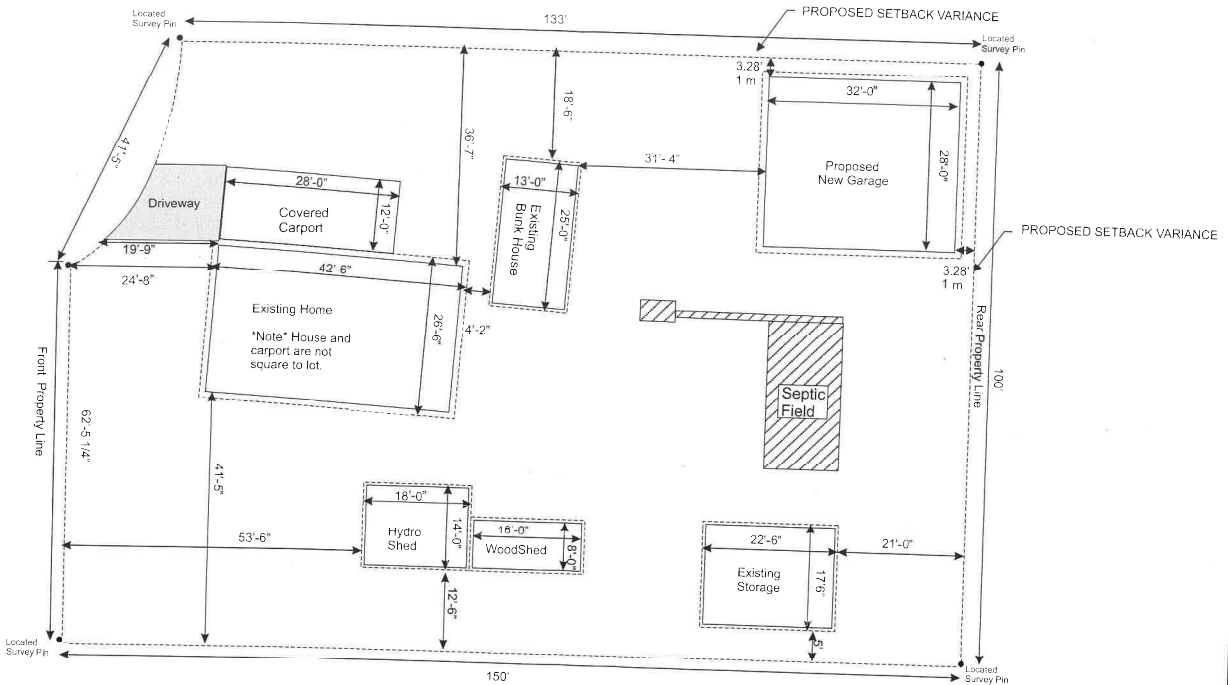 Located
Survey Pin
133'
PROPOSED SETBACK VARIANCE
Located
Survey Pin
3.28'
1 m
32'-0"
28'-0"
Proposed
New Garage
18'-6"
36'-7"
41'-5"
31'- 4"
Driveway
28'-0"
Covered
Carport
12'-0"
13'-0"
25'-0"
Existing
Bunk House
PROPOSED SETBACK VARIANCE
19'-9"
24'-8"
42' 6"
3.28'
1 m
Existing Home
*Note* House and
carport are not
square to lot.
26'-6"
4'-2"
Front Property Line
62'-5 1/4"
Rear Property Line
100'
Septic
Field
41'-5"
18'-0"
14'-0"
Hydro
Shed
16'-0"
8'-0"
WoodShed
53'-6"
12'-6"
22'-6"
17'6"
Existing
Storage
21'-0"
5'
Located
Survey Pin
150'
Located
Survey Pin